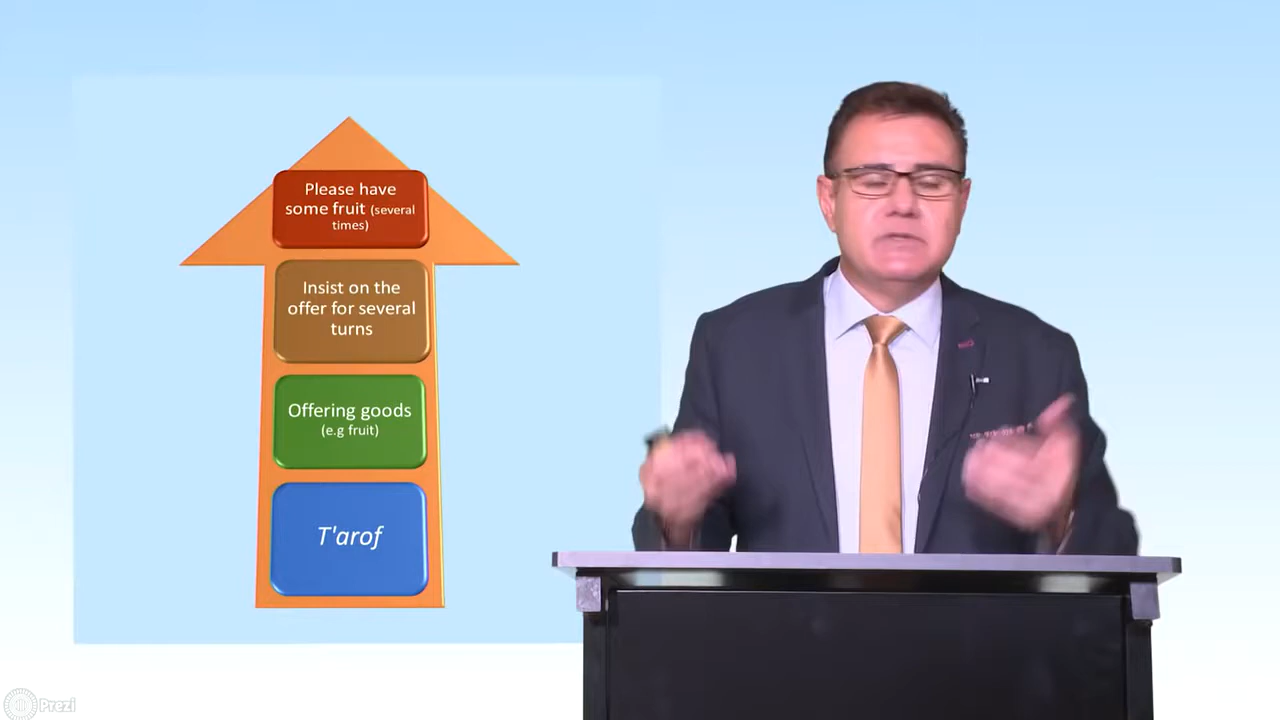 Please have
some fruit (several
times)
Insist on the
offer for several
turns
Offering goods
(e.g fruit)
T'arof
Prezi